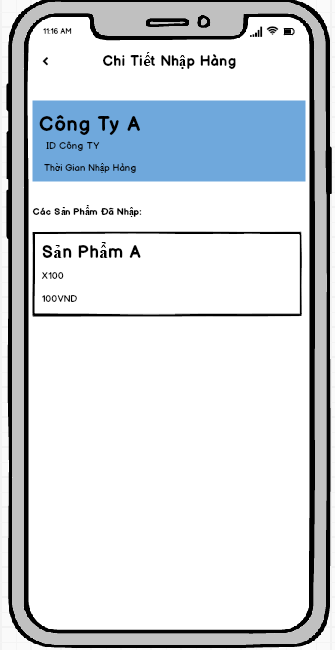 11:16 AM
Chi Tiết Nhập Hàng
Công Ty A
ID Công TY
Thời Gian Nhập Hàng
Các Sản Phẩm Đã Nhập:
Sản Phẩm A
X100
100VND